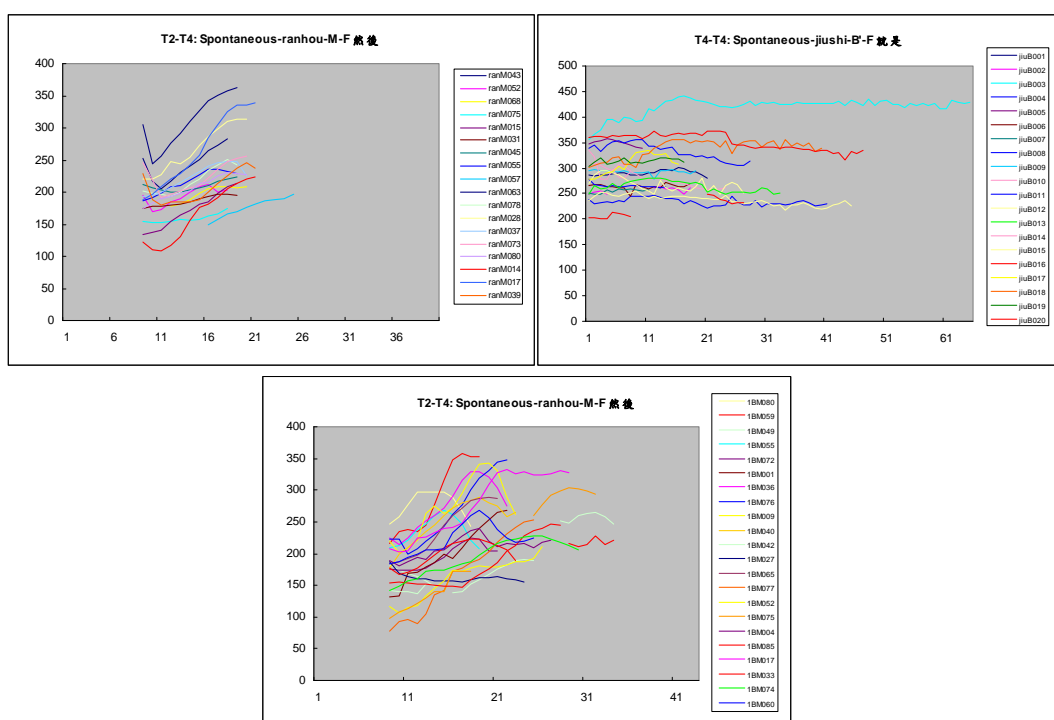 T2-T4: Spontaneous-ranhou-M-F 然後
400
350
300
250
200
150
100
50
0
1 6 11 16 21 26 31 36
ranM043
ranM052
ranM068
ranM075
ranM015
ranM031
ranM045
ranM055
ranM057
ranM063
ranM078
ranM028
ranM037
ranM073
ranM080
ranM014
ranM017
ranM039
T4-T4: Spontaneous-jiushi-B'-F 就是
500
450
400
350
300
250
200
150
100
50
0
1 11 21 31 41 51 61
jiuB001
jiuB002
jiuB003
jiuB004
jiuB005
jiuB006
jiuB007
jiuB008
jiuB009
jiuB010
jiuB011
jiuB012
jiuB013
jiuB014
jiuB015
jiuB016
jiuB017
jiuB018
jiuB019
jiuB020
T2-T4: Spontaneous-ranhou-M-F 然後
400
350
300
250
200
150
100
50
0
1 11 21 31 41
1BM080
1BM059
1BM049
1BM055
1BM072
1BM001
1BM036
1BM076
1BM009
1BM040
1BM042
1BM027
1BM065
1BM077
1BM052
1BM075
1BM004
1BM085
1BM017
1BM033
1BM074
1BM060